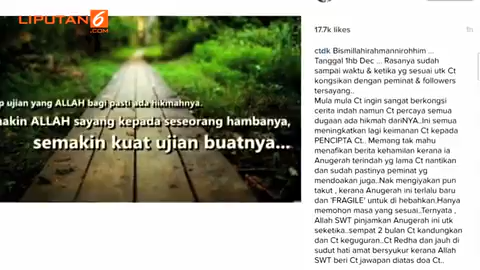 LIPUTAN6
.COM
p ujian yang ALLAH bagi pasti ada hikmahnya.
akin ALLAH sayang kepada seseorang hambanya,
semakin kuat ujian buatnya...
17.7k likes
ctdk Bismillahirahmannirohhim ...
Tanggal 1hb Dec ... Rasanya sudah
sampai waktu & ketika yg sesuai utk Ct
kongsikan dengan peminat & followers
tersayang..
Mula mula Ct ingin sangat berkongsi
cerita indah namun Ct percaya semua
dugaan ada hikmah dariNYA..Ini semua
meningkatkan lagi keimanan Ct kepada
PENCIPTA Ct.. Memang tak mahu
menafikan berita kehamilan kerana ia
Anugerah terindah yg lama Ct nantikan
dan sudah pastinya peminat yg
mendoakan juga..Nak mengiyakan pun
takut , kerana Anugerah ini terlalu baru
dan 'FRAGILE' untuk di hebahkan.Hanya
memohon masa yang sesuai.Ternyata ,
Allah SWT pinjamkan Anugerah ini utk
seketika..sempat 2 bulan Ct kandungkan
dan Ct keguguran..Ct Redha dan jauh di
sudut hati amat bersyukur kerana Allah
SWT beri Ct jawapan diatas doa Ct..